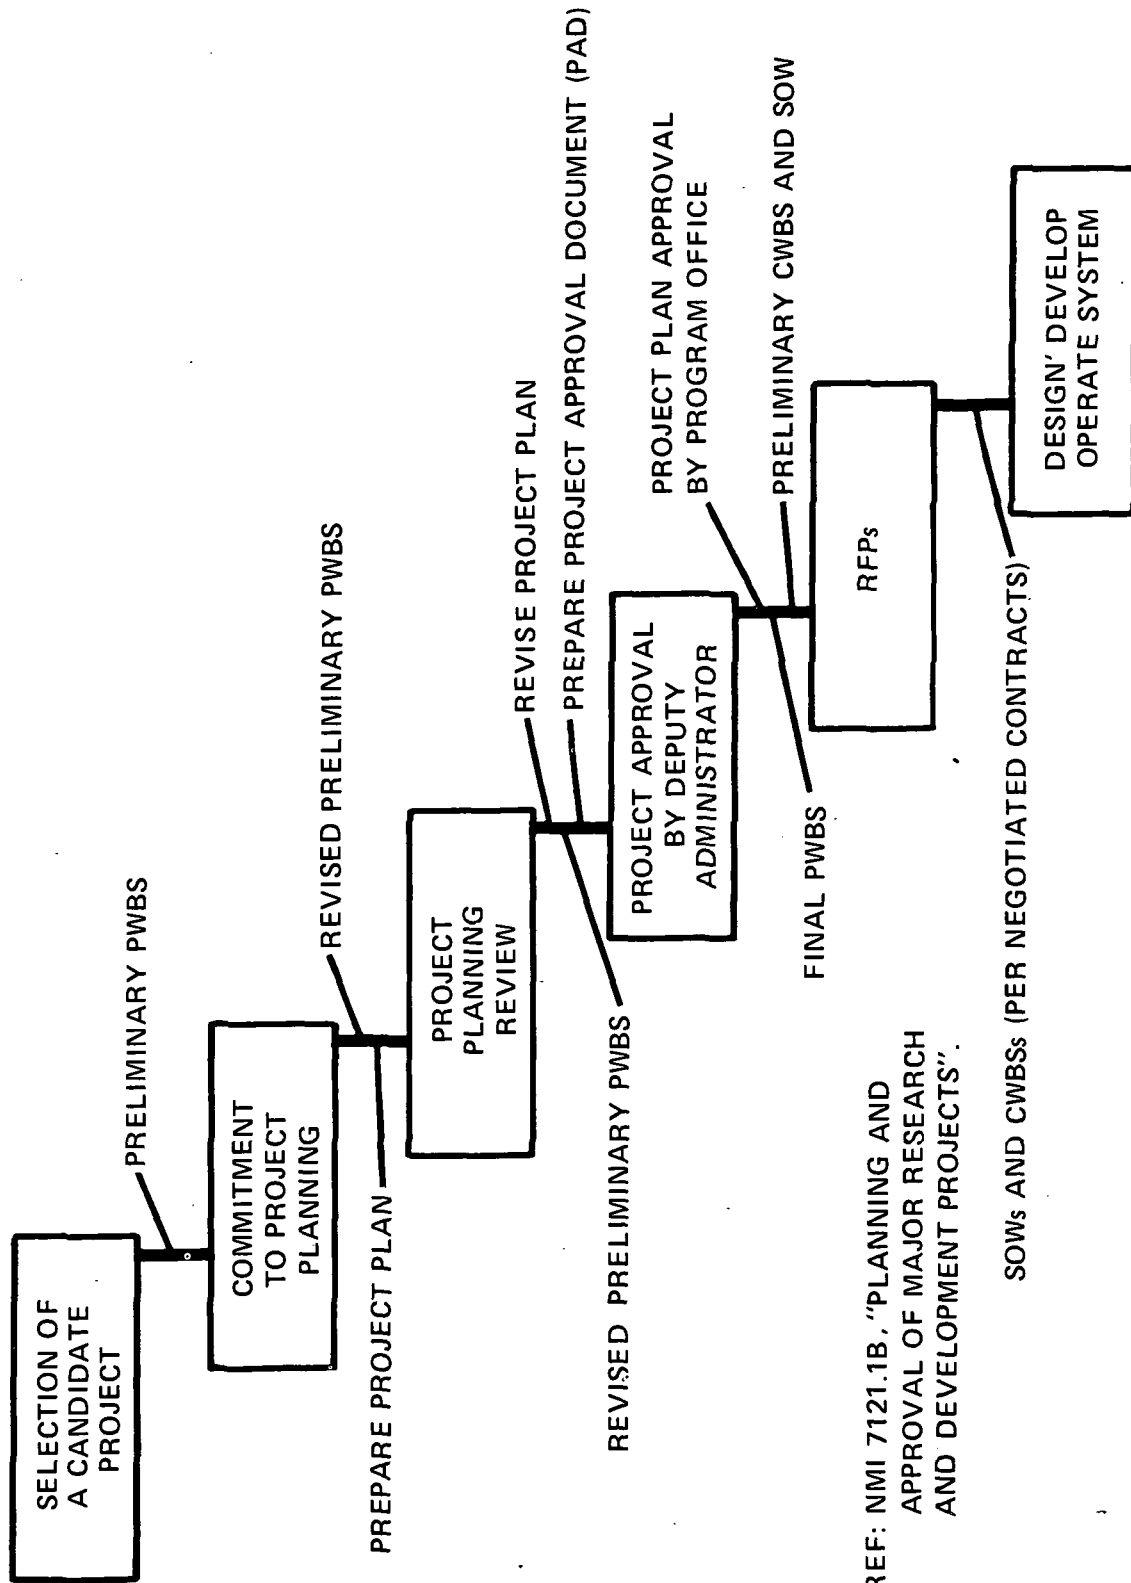 SELECTION OF
A CANDIDATE
PROJECT
PRELIMINARY PWBS
COMMITMENT
TO PROJECT
PLANNING
REVISED PRELIMINARY PWBS
PREPARE PROJECT PLAN
PROJECT
PLANNING
REVIEW
REVISE PROJECT PLAN
PREPARE PROJECT APPROVAL DOCUMENT (PAD)
REVISED PRELIMINARY PWBS
PROJECT APPROVAL
BY DEPUTY
ADMINISTRATOR
PROJECT PLAN APPROVAL
BY PROGRAM OFFICE
PRELIMINARY CWBS AND SOW
FINAL PWBS
RFPs
SOWs AND CWBSs (PER NEGOTIATED CONTRACTS)
DESIGN' DEVELOP
OPERATE SYSTEM
REF: NMI 7121.1B, "PLANNING AND
APPROVAL OF MAJOR RESEARCH
AND DEVELOPMENT PROJECTS".